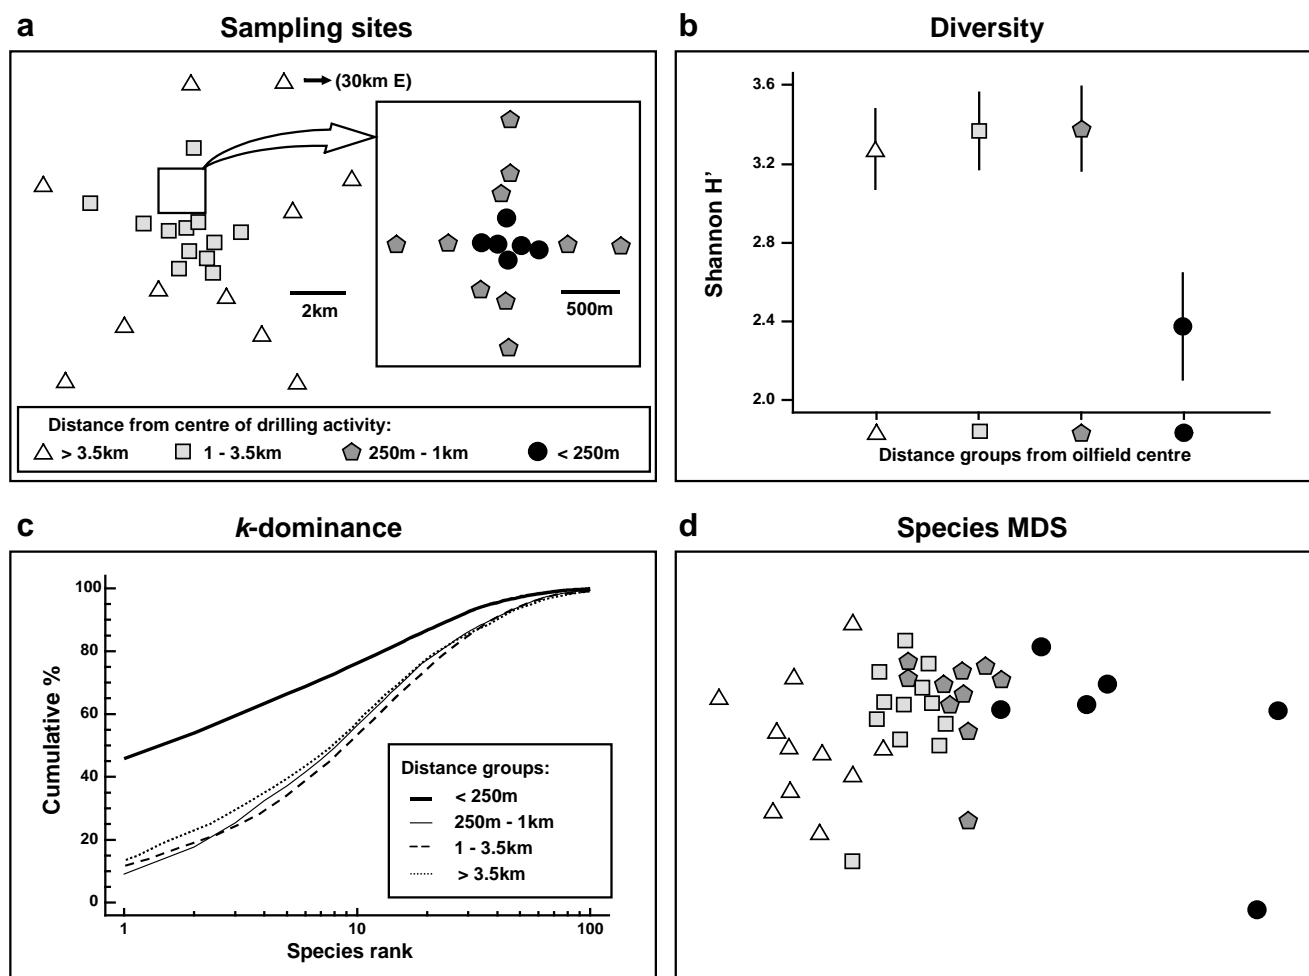 a Sampling sites
(30km E)
2km
500m
Distance from centre of drilling activity:
> 3.5km 1 - 3.5km 250m - 1km < 250m
b Diversity
3.6
3.2
2.8
2.4
2.0
Shannon H’
Distance groups from oilfield centre
c k-dominance
100
80
60
40
20
0
Cumulative %
1 10 100
Species rank
Distance groups:
< 250m
250m - 1km
1 - 3.5km
> 3.5km
d Species MDS